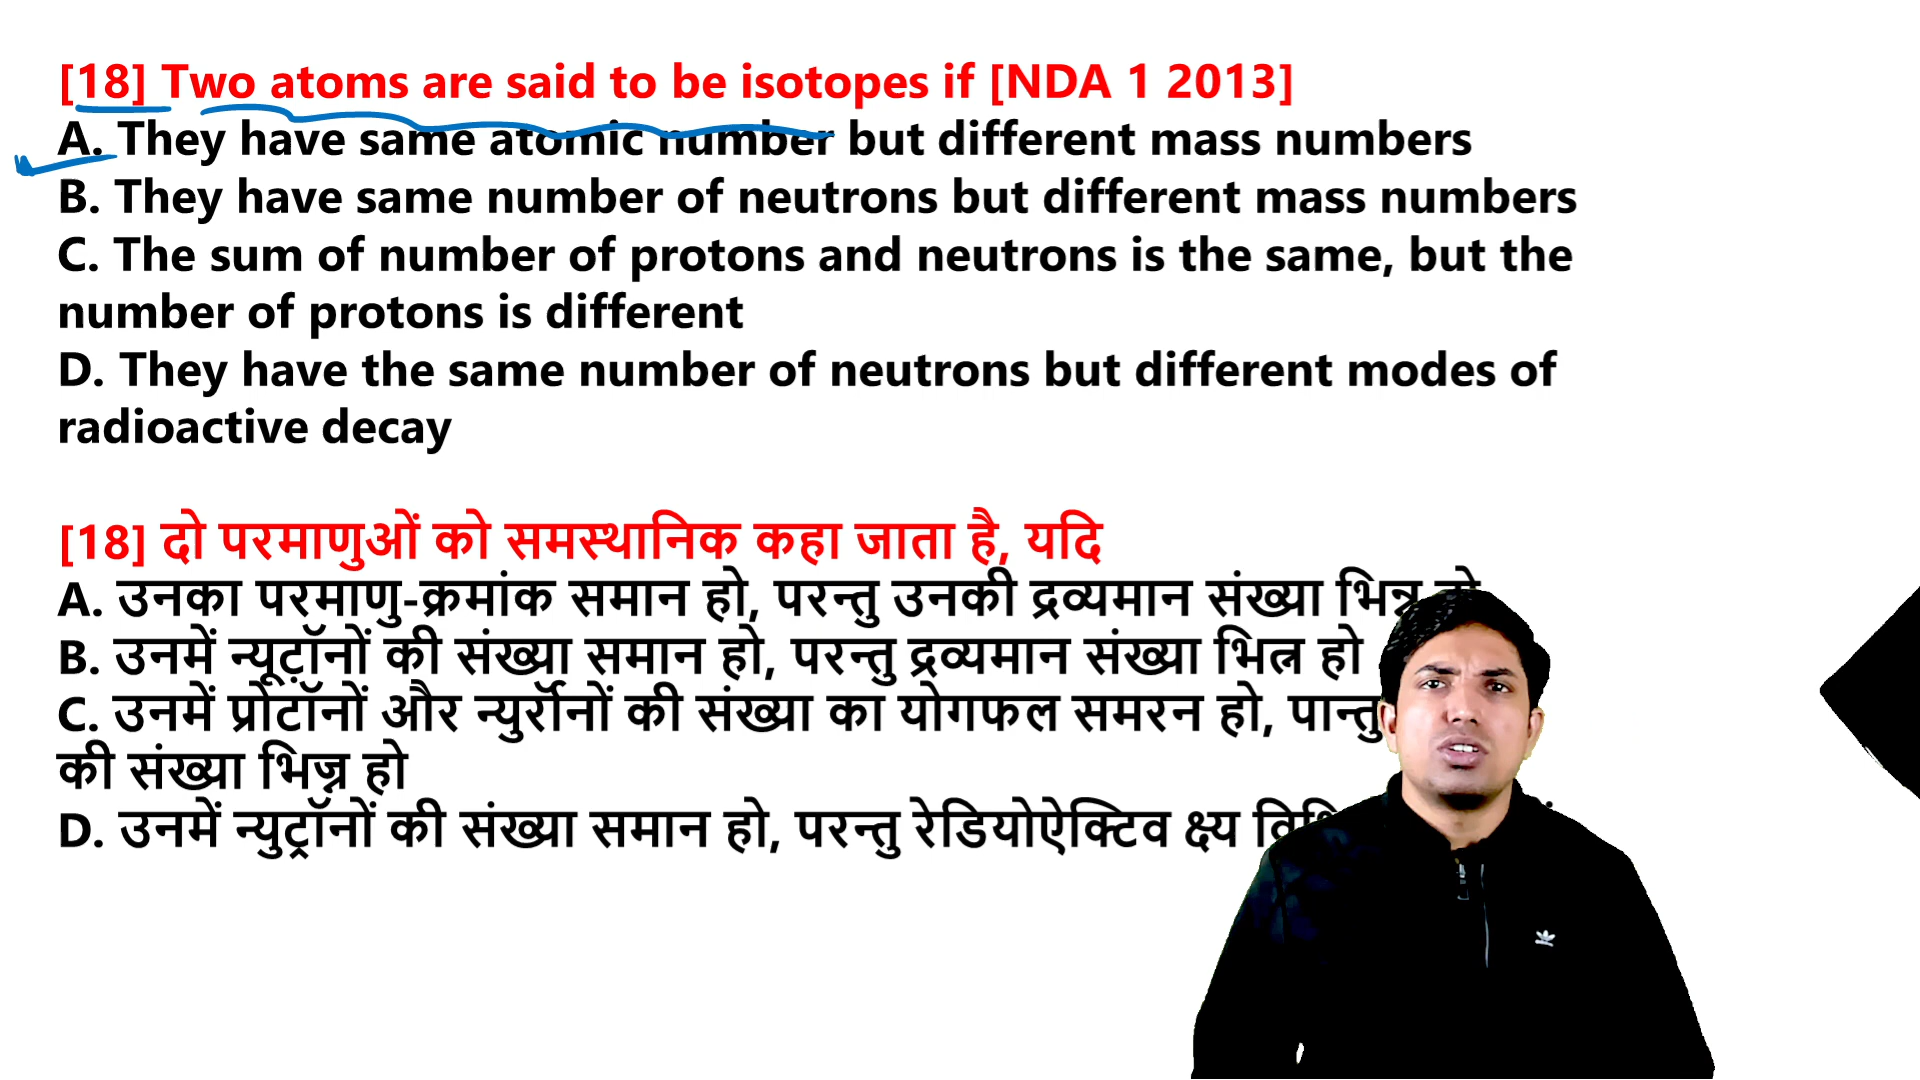 [18] Two atoms are said to be isotopes if [NDA 1 2013]
A. They have same atomic number but different mass numbers
B. They have same number of neutrons but different mass numbers
C. The sum of number of protons and neutrons is the same, but the
number of protons is different
D. They have the same number of neutrons but different modes of
radioactive decay
[18] दो परमाणुओं को समस्थानिक कहा जाता है, यदि
A. उनका परमाणु-क्रमांक समान हो, परन्तु उनकी द्रव्यमान संख्या भिन्न हो
B. उनमें न्यूट़ॉनों की संख्या समान हो, परन्तु द्रव्यमान संख्या भित्न हो
C. उनमें प्रोटॉनों और न्युरॉनों की संख्या का योगफल समरन हो, पान्तु
की संख्या भिज्न हो
D. उनमें न्युट्रॉनों की संख्या समान हो, परन्तु रेडियोऐक्टिव क्ष्य